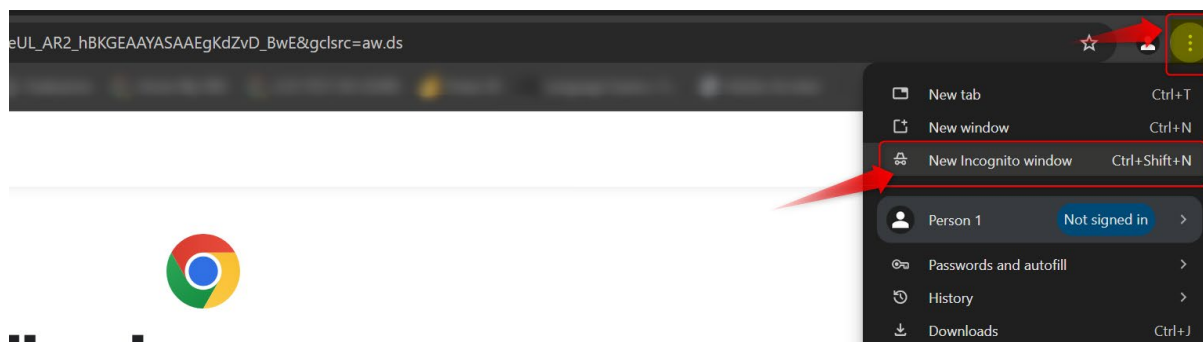 eUL_AR2_hBKGEAAYASAAEgKdZvD_BwE&gclsrc=aw.ds
New tab Ctrl+T
New window Ctrl+N
New Incognito window Ctrl+Shift+N
Person 1 Not signed in
Passwords and autofill
History
Downloads Ctrl+J